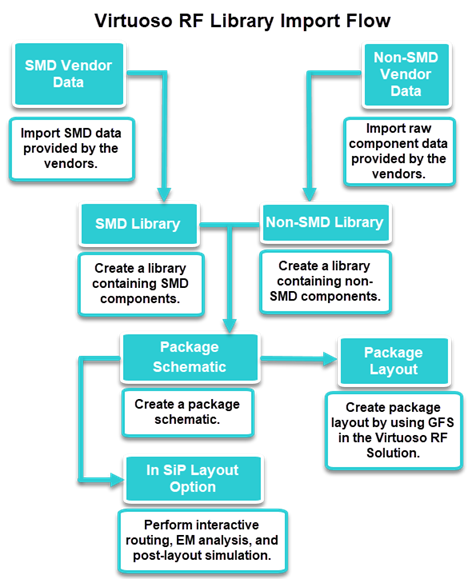 Virtuoso RF Library Import Flow
SMD Vendor
Data
Import SMD data
provided by the
vendors.
Non-SMD
Vendor
Data
Import raw
component data
provided by the
vendors.
SMD Library
Create a library
containing SMD
components.
Non-SMD Library
Create a library
containing non-
SMD components.
Package
Schematic
Create a package
schematic.
Package
Layout
Create package
layout by using GFS
in the Virtuoso RF
Solution.
In SiP Layout
Option
Perform interactive
routing, EM analysis, and
post-layout simulation.